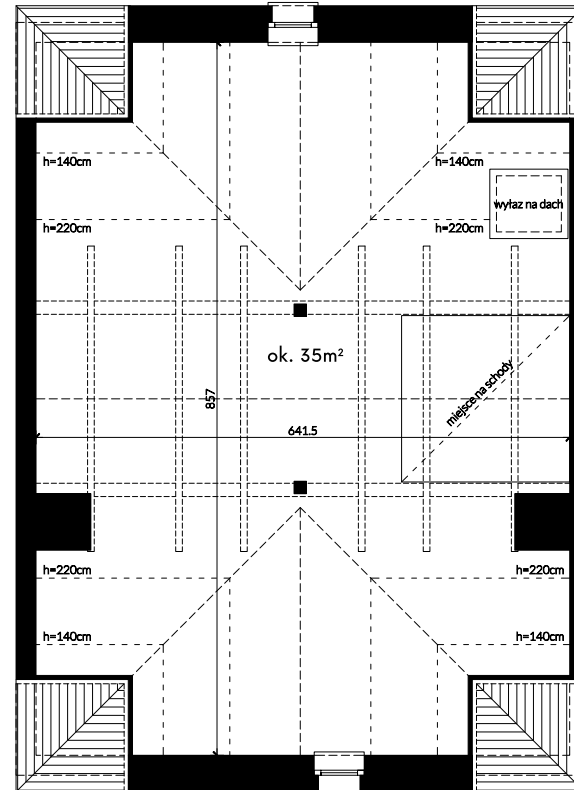 h=140cm
h=140cm
wyłaz na dach
h=220cm
h=220cm
ok. 35m²
miejsce na schody
857
641.5
h=220cm
h=220cm
h=140cm
h=140cm